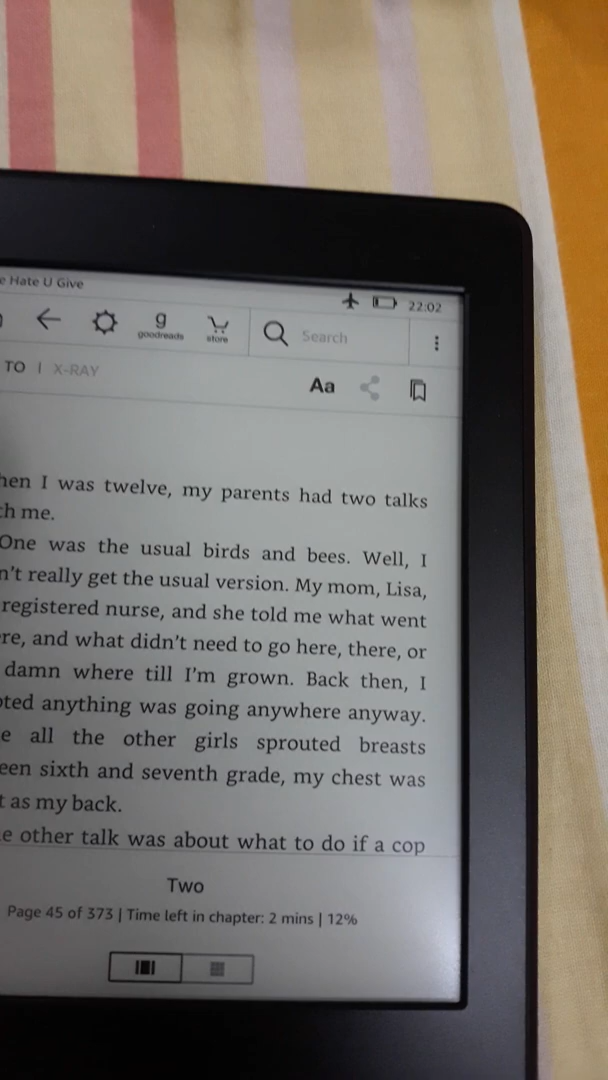 Hate U Give
22:02
goodreads
store
Search
TO | X-RAY
Aa
I was twelve, my parents had two talks
me.
One was the usual birds and bees. Well, I
really get the usual version. My mom, Lisa,
registered nurse, and she told me what went
and what didn't need to go here, there, or
damn where till I'm grown. Back then, I
anything was going anywhere anyway.
all the other girls sprouted breasts
sixth and seventh grade, my chest was
as my back.
other talk was about what to do if a cop
Two
Page 45 of 373 | Time left in chapter: 2 mins | 12%